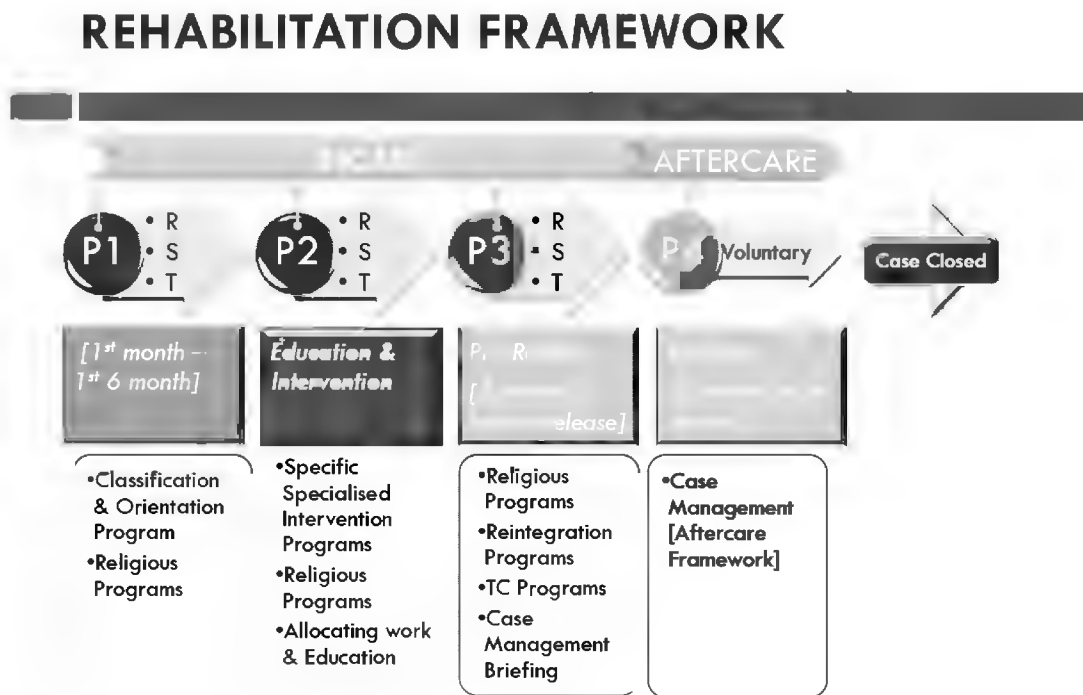 REHABILITATION FRAMEWORK
AFTERCARE
P1
• R
• S
• T
P2
• R
• S
• T
P3
• R
• S
• T
Voluntary
Case Closed
[1st month –
1st 6 month]
Education &
Intervention
[
elease]
•Classification
& Orientation
Program
•Religious
Programs
•Specific
Specialised
Intervention
Programs
•Religious
Programs
•Allocating work
& Education
•Religious
Programs
•Reintegration
Programs
•TC Programs
•Case
Management
Briefing
•Case
Management
[Aftercare
Framework]